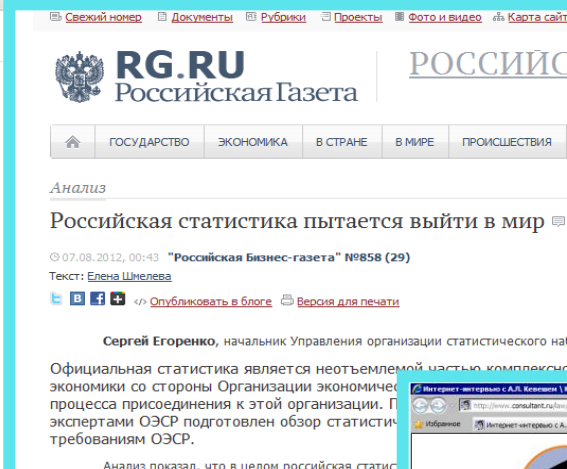 Свежий номер Документы Рубрики Проекты Фото и видео Карта сайт
RG.RU РОССИЙС
Российская Газета
ГОСУДАРСТВО ЭКОНОМИКА В СТРАНЕ В МИРЕ ПРОИСШЕСТВИЯ
Анализ
Российская статистика пытается выйти в мир
07.08.2012, 00:43 "Российская Бизнес-газета" №858 (29)
Текст: Елена Шмелева
Опубликовать в блоге Версия для печати
Сергей Егоренко, начальник Управления организации статистического наб
Официальная статистика является неотъемлемой частью комплексно
экономики со стороны Организации экономичес
процесса присоединения к этой организации. П
экспертами ОЭСР подготовлен обзор статистич
требованиям ОЭСР.
Анализ показал, что в целом российская статис
Интернет-интервью с А.Л. Кевешем \
http://www.consultant.ru/law/
Избранное Интернет-интервью с А.